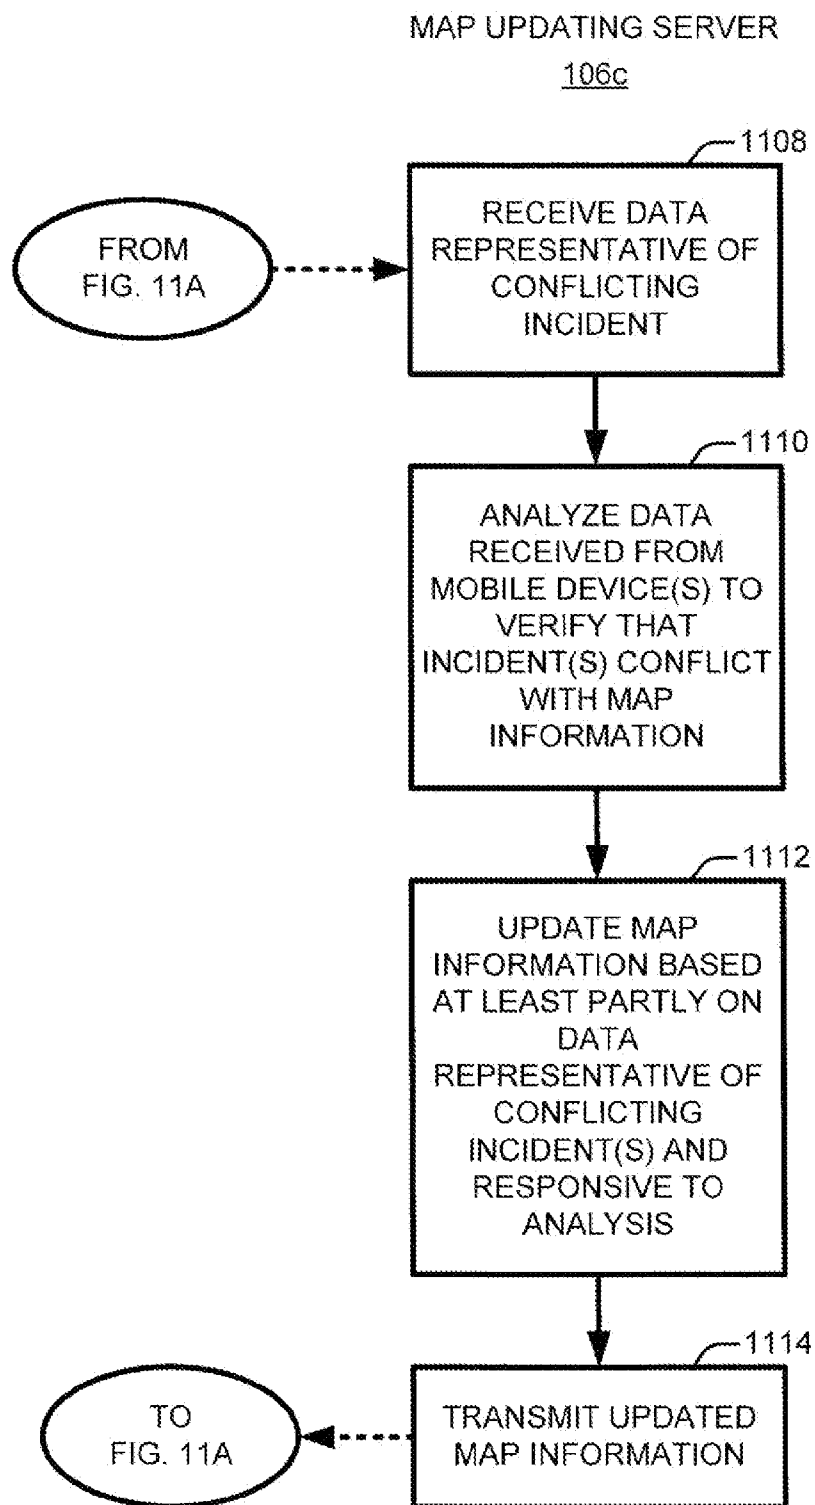 MAP UPDATING SERVER
106c
1108
FROM
FIG. 11A
RECEIVE DATA
REPRESENTATIVE OF
CONFLICTING
INCIDENT
1110
ANALYZE DATA
RECEIVED FROM
MOBILE DEVICE(S) TO
VERIFY THAT
INCIDENT(S) CONFLICT
WITH MAP
INFORMATION
1112
UPDATE MAP
INFORMATION BASED
AT LEAST PARTLY ON
DATA
REPRESENTATIVE OF
CONFLICTING
INCIDENT(S) AND
RESPONSIVE TO
ANALYSIS
1114
TO
FIG. 11A
TRANSMIT UPDATED
MAP INFORMATION